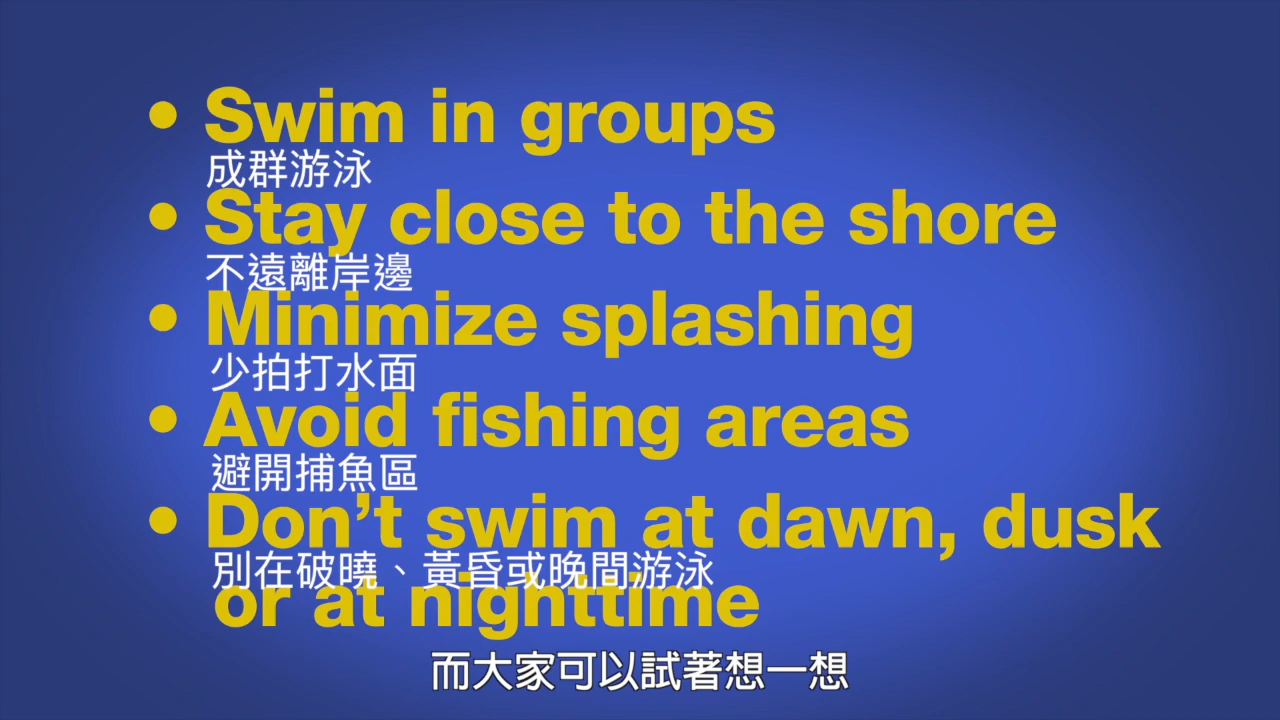 • Swim in groups
成群游泳
• Stay close to the shore
不遠離岸邊
• Minimize splashing
少拍打水面
• Avoid fishing areas
避開捕魚區
• Don’t swim at dawn, dusk
別在破曉、黃昏或晚間游泳
or at nighttime
而大家可以試著想一想